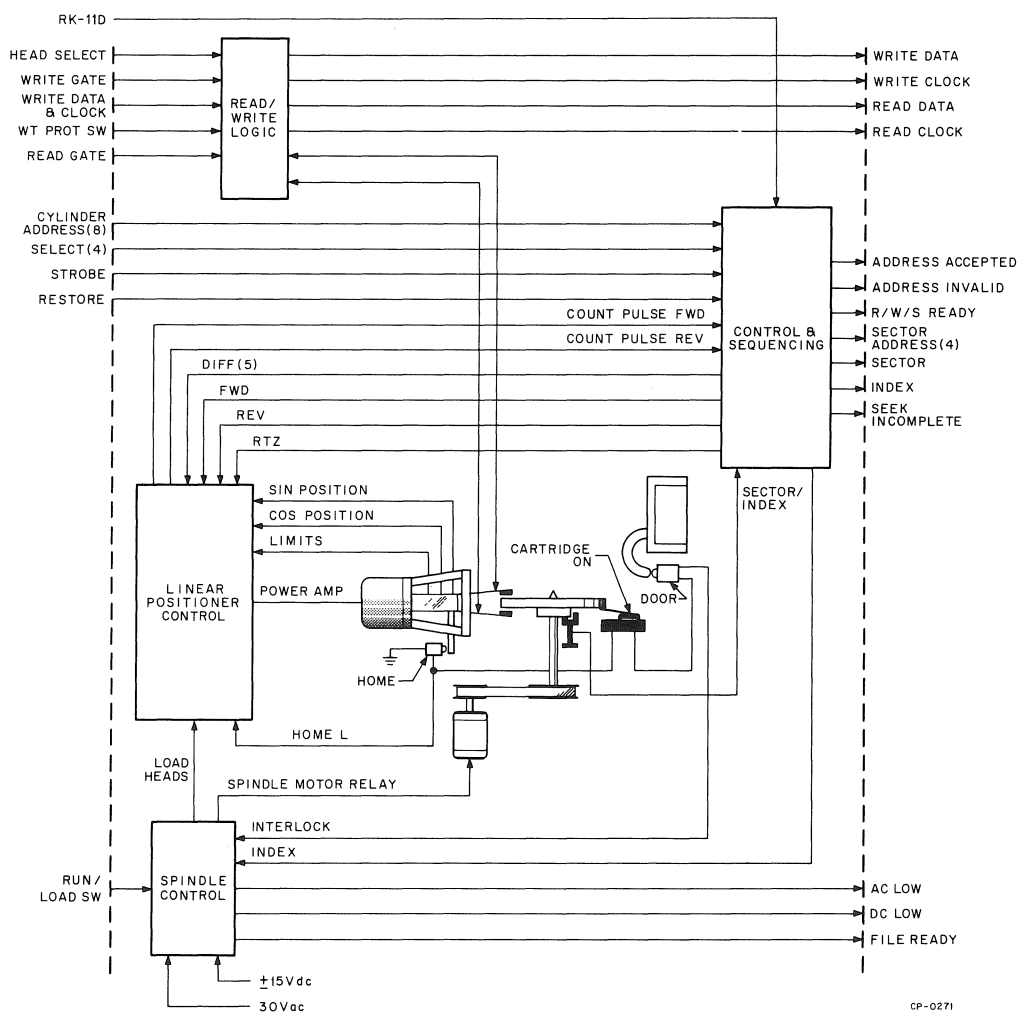 RK-11D
HEAD SELECT
WRITE GATE
WRITE DATA
& CLOCK
WT PROT SW
READ GATE
READ/
WRITE
LOGIC
WRITE DATA
WRITE CLOCK
READ DATA
READ CLOCK
CYLINDER
ADDRESS(8)
SELECT(4)
STROBE
RESTORE
COUNT PULSE FWD
COUNT PULSE REV
DIFF(5)
FWD
REV
RTZ
CONTROL &
SEQUENCING
ADDRESS ACCEPTED
ADDRESS INVALID
R/W/S READY
SECTOR
ADDRESS(4)
SECTOR
INDEX
SEEK
INCOMPLETE
SIN POSITION
COS POSITION
LIMITS
POWER AMP
LINEAR
POSITIONER
CONTROL
CARTRIDGE
ON
DOOR
SECTOR/
INDEX
HOME
HOME L
LOAD
HEADS
SPINDLE MOTOR RELAY
INTERLOCK
INDEX
RUN/
LOAD SW
SPINDLE
CONTROL
AC LOW
DC LOW
FILE READY
±15Vdc
30Vac
CP-0271